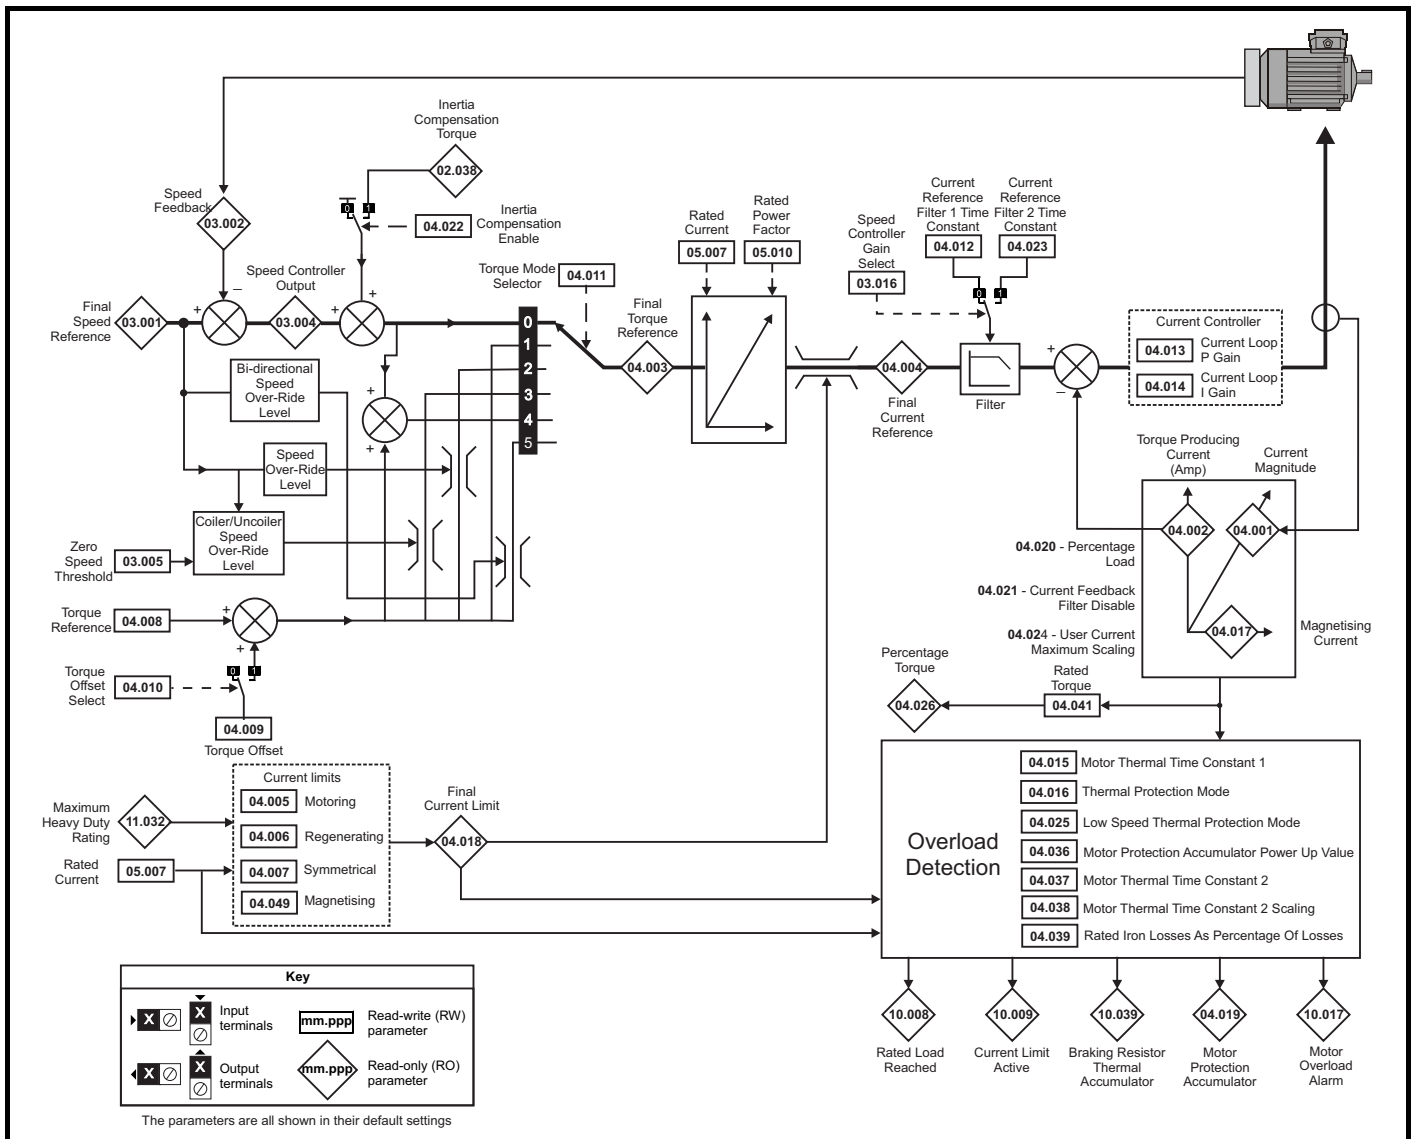 Inertia
Compensation
Torque
02.038
Speed
Feedback
03.002
0 1
04.022
Inertia
Compensation
Enable
Final
Speed
Reference
03.001
+
–
Speed Controller
Output
03.004
+
+
Torque Mode
Selector
04.011
0
1
2
3
4
5
Final
Torque
Reference
04.003
Rated
Current
05.007
Rated
Power
Factor
05.010
Speed
Controller
Gain
Select
03.016
Current
Reference
Filter 1 Time
Constant
04.012
Current
Reference
Filter 2 Time
Constant
04.023
0 1
04.004
Final
Current
Reference
Filter
+
–
Current Controller
04.013
Current Loop
P Gain
04.014
Current Loop
I Gain
Bi-directional
Speed
Over-Ride
Level
+
+
Speed
Over-Ride
Level
Coiler/Uncoiler
Speed
Over-Ride
Level
Zero
Speed
Threshold
03.005
Torque
Reference
04.008
+
+
0 1
Torque
Offset
Select
04.010
04.009
Torque Offset
Torque Producing
Current
(Amp)
Current
Magnitude
04.002
04.001
04.017
Magnetising
Current
04.020 - Percentage
Load
04.021 - Current Feedback
Filter Disable
04.024 - User Current
Maximum Scaling
Percentage
Torque
04.026
Rated
Torque
04.041
Maximum
Heavy Duty
Rating
11.032
Rated
Current
05.007
Current limits
04.005 Motoring
04.006 Regenerating
04.007 Symmetrical
04.049 Magnetising
Final
Current Limit
04.018
Overload
Detection
04.015 Motor Thermal Time Constant 1
04.016 Thermal Protection Mode
04.025 Low Speed Thermal Protection Mode
04.036 Motor Protection Accumulator Power Up Value
04.037 Motor Thermal Time Constant 2
04.038 Motor Thermal Time Constant 2 Scaling
04.039 Rated Iron Losses As Percentage Of Losses
10.008
Rated Load
Reached
10.009
Current Limit
Active
10.039
Braking Resistor
Thermal
Accumulator
04.019
Motor
Protection
Accumulator
10.017
Motor
Overload
Alarm
Key
X
X
Input
terminals
mm.ppp
Read-write (RW)
parameter
X
X
Output
terminals
mm.ppp
Read-only (RO)
parameter
The parameters are all shown in their default settings